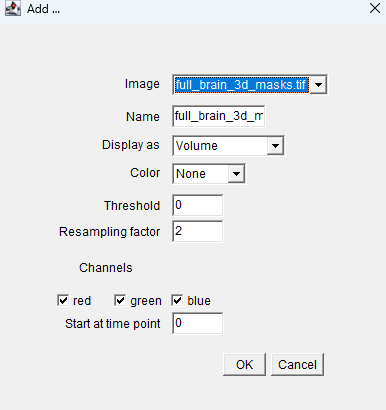 Add ...
Image full_brain_3d_masks.tif
Name full_brain_3d_m
Display as Volume
Color None
Threshold 0
Resampling factor 2
Channels
red green blue
Start at time point 0
OK Cancel